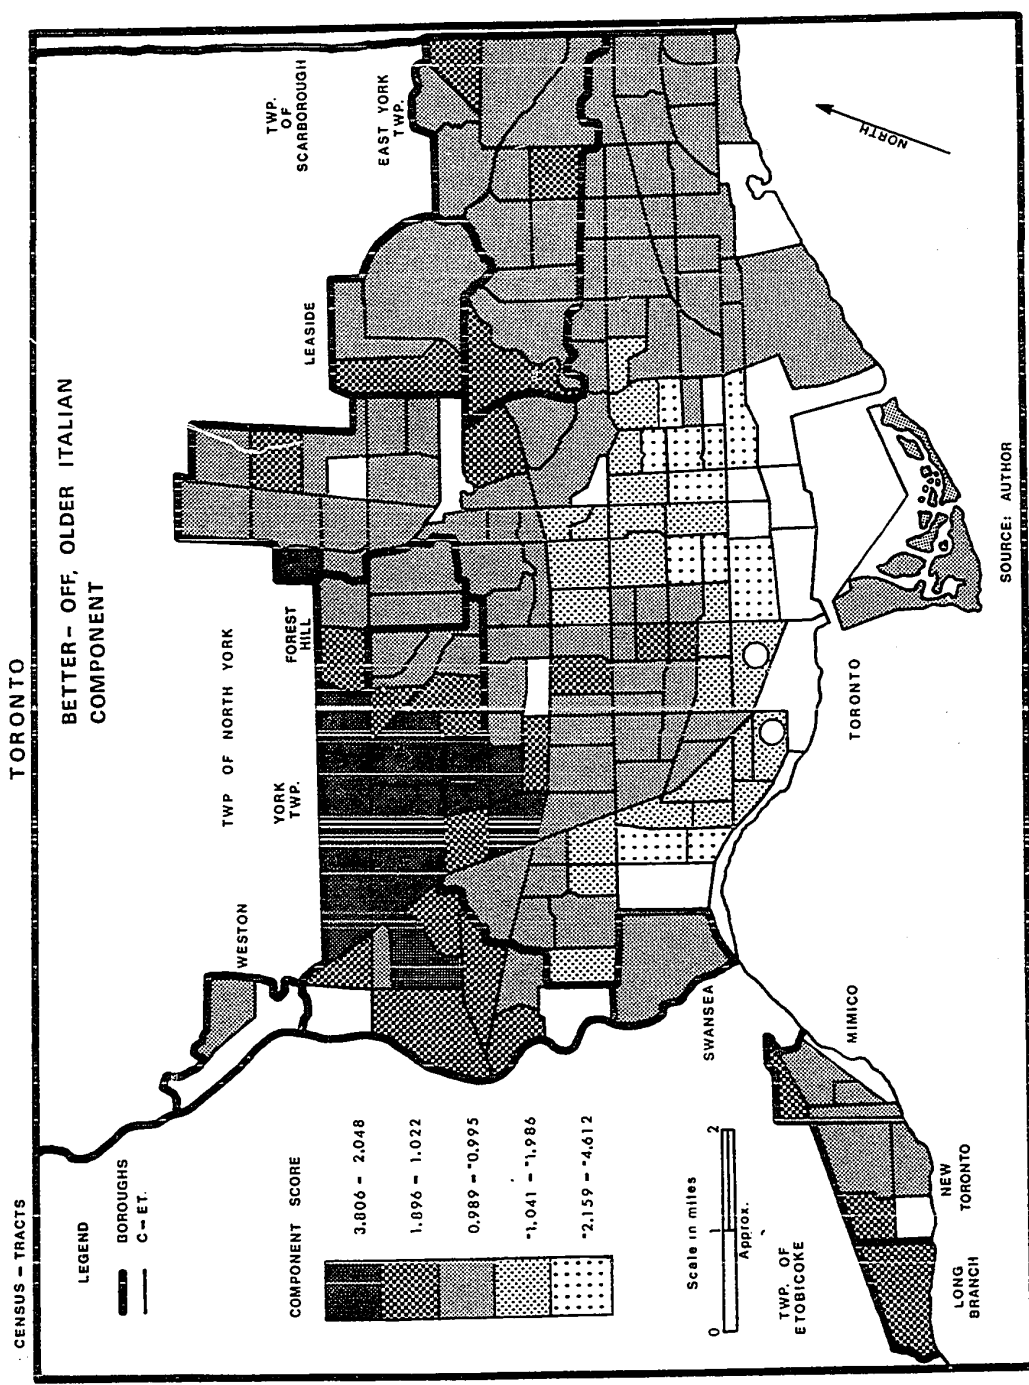 TORONTO
CENSUS – TRACTS
BETTER – OFF, OLDER ITALIAN
COMPONENT
LEGEND
BOROUGHS
C – ET.
COMPONENT SCORE
3.806 – 2.048
1.896 – 1.022
0.989 – -0.995
-1.041 – -1.986
-2.159 – -4.612
Scale in miles
0 1 2
Approx.
WESTON
TWP OF NORTH YORK
YORK
TWP.
FOREST
HILL
LEASIDE
TWP.
OF
SCARBOROUGH
EAST YORK
TWP.
NORTH
SWANSEA
TORONTO
MIMICO
NEW
TORONTO
LONG
BRANCH
TWP. OF
ETOBICOKE
SOURCE: AUTHOR